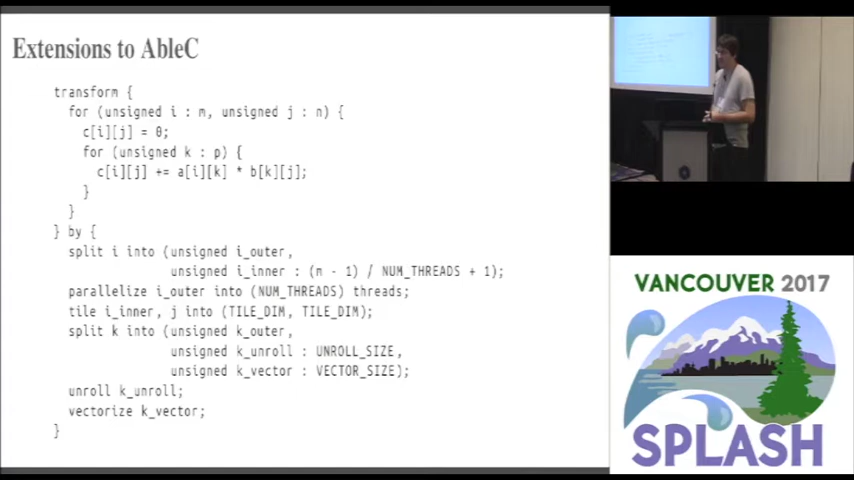 Extensions to AbleC
transform {
for (unsigned i : m, unsigned j : n) {
c[i][j] = 0;
for (unsigned k : p) {
c[i][j] += a[i][k] * b[k][j];
}
}
} by {
split i into (unsigned i_outer,
unsigned i_inner : (m - 1) / NUM_THREADS + 1);
parallelize i_outer into (NUM_THREADS) threads;
tile i_inner, j into (TILE_DIM, TILE_DIM);
split k into (unsigned k_outer,
unsigned k_unroll : UNROLL_SIZE,
unsigned k_vector : VECTOR_SIZE);
unroll k_unroll;
vectorize k_vector;
}
VANCOUVER 2017
SPLASH